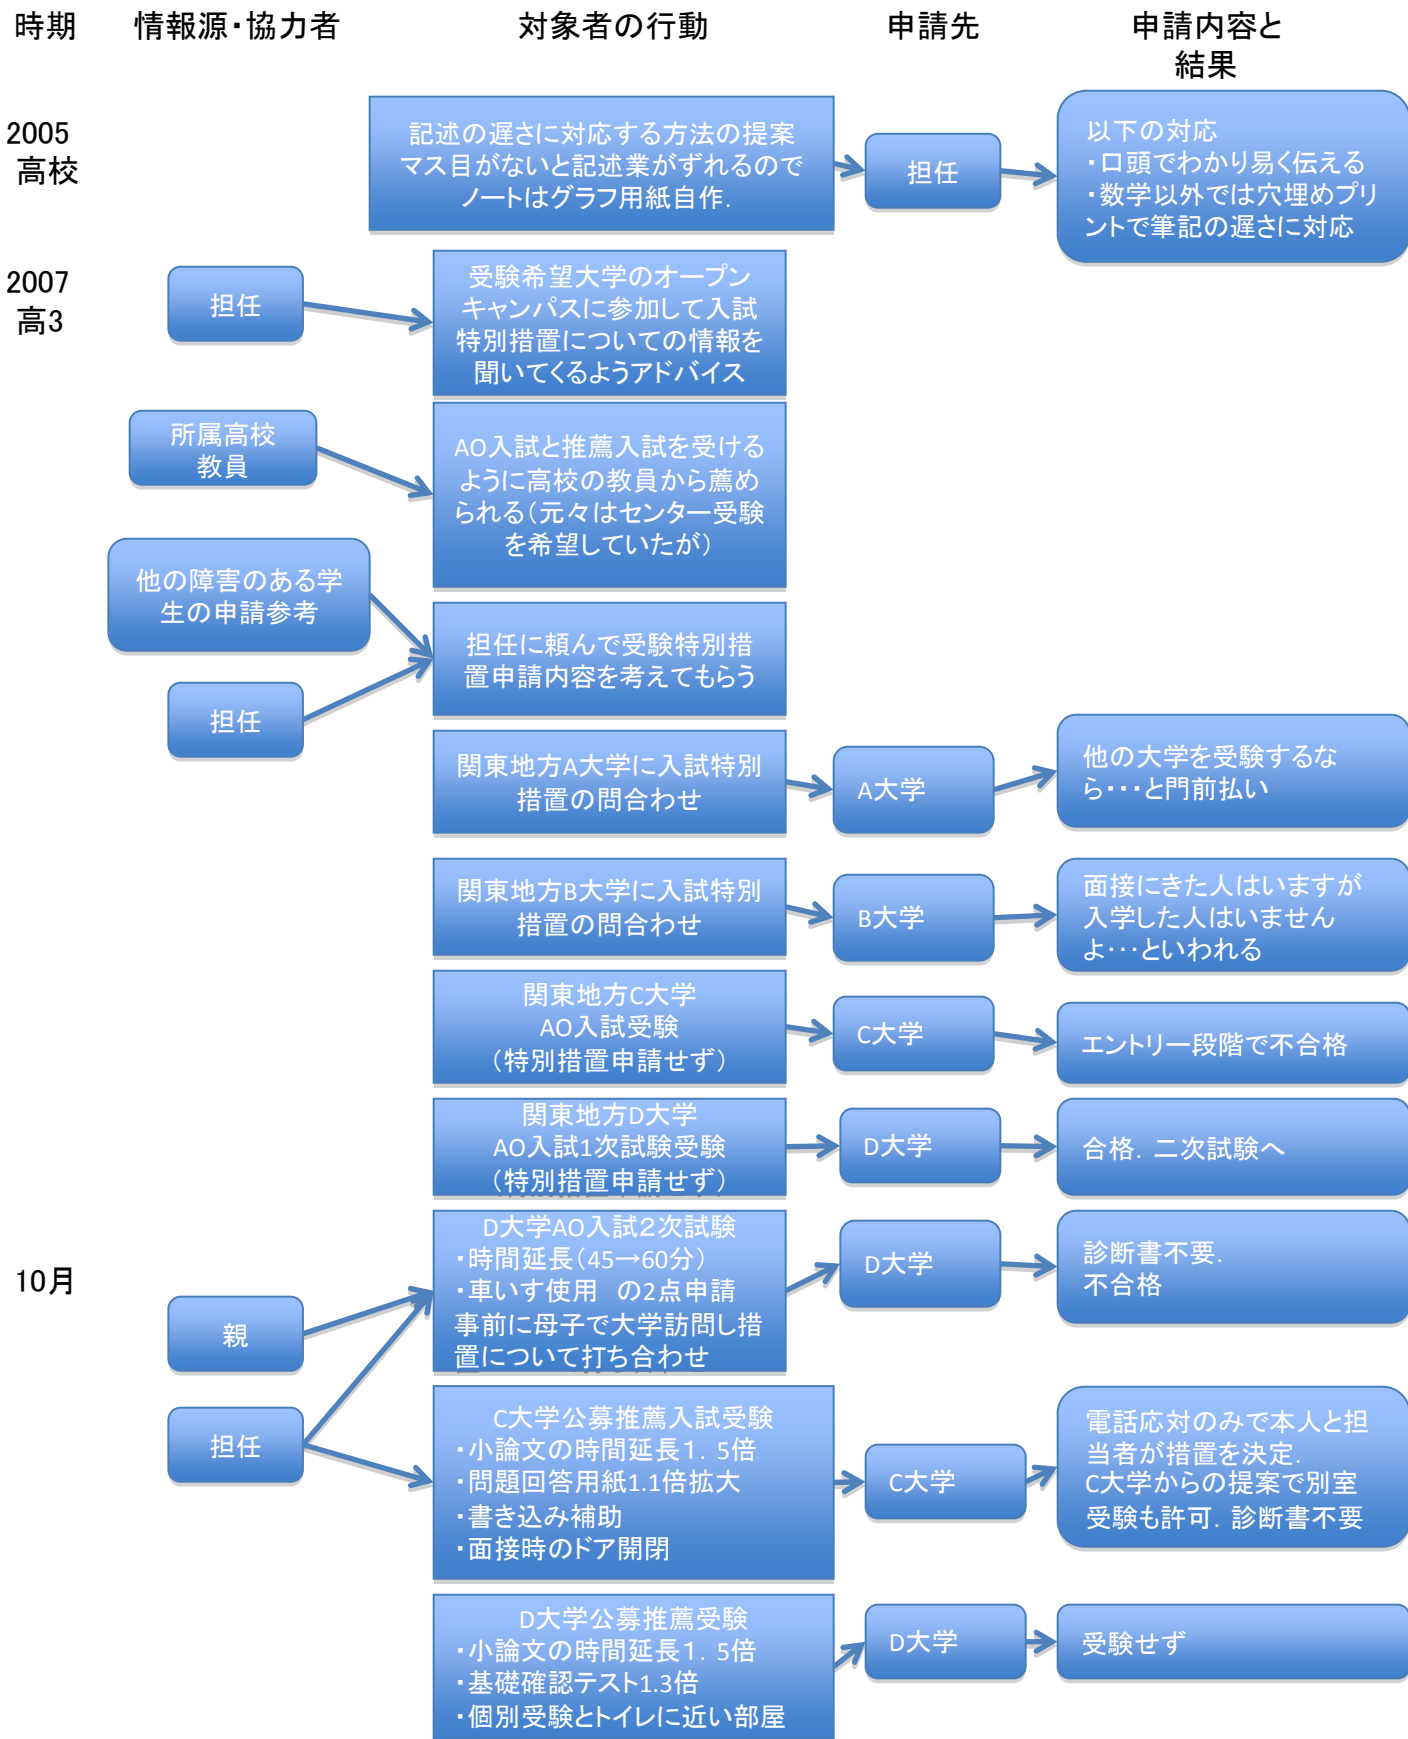 時期
情報源・協力者
対象者の行動
申請先
申請内容と
結果
2005
高校
記述の遅さに対応する方法の提案
マス目がないと記述業がずれるので
ノートはグラフ用紙自作．
担任
以下の対応
・口頭でわかり易く伝える
・数学以外では穴埋めプリ
ントで筆記の遅さに対応
2007
高3
担任
受験希望大学のオープン
キャンパスに参加して入試
特別措置についての情報を
聞いてくるようアドバイス
所属高校
教員
AO入試と推薦入試を受ける
ように高校の教員から薦め
られる（元々はセンター受験
を希望していたが）
他の障害のある学
生の申請参考
担任
担任に頼んで受験特別措
置申請内容を考えてもらう
関東地方A大学に入試特別
措置の問合わせ
A大学
他の大学を受験するな
ら・・・と門前払い
関東地方B大学に入試特別
措置の問合わせ
B大学
面接にきた人はいますが
入学した人はいません
よ・・・といわれる
関東地方C大学
AO入試受験
（特別措置申請せず）
C大学
エントリー段階で不合格
関東地方D大学
AO入試1次試験受験
（特別措置申請せず）
D大学
合格．二次試験へ
10月
親
担任
D大学AO入試２次試験
・時間延長（45→60分）
・車いす使用　の2点申請
事前に母子で大学訪問し措
置について打ち合わせ
D大学
診断書不要．
不合格
C大学公募推薦入試受験
・小論文の時間延長１．５倍
・問題回答用紙1.1倍拡大
・書き込み補助
・面接時のドア開閉
C大学
電話応対のみで本人と担
当者が措置を決定．
C大学からの提案で別室
受験も許可．診断書不要
D大学公募推薦受験
・小論文の時間延長１．５倍
・基礎確認テスト1.3倍
・個別受験とトイレに近い部屋
D大学
受験せず